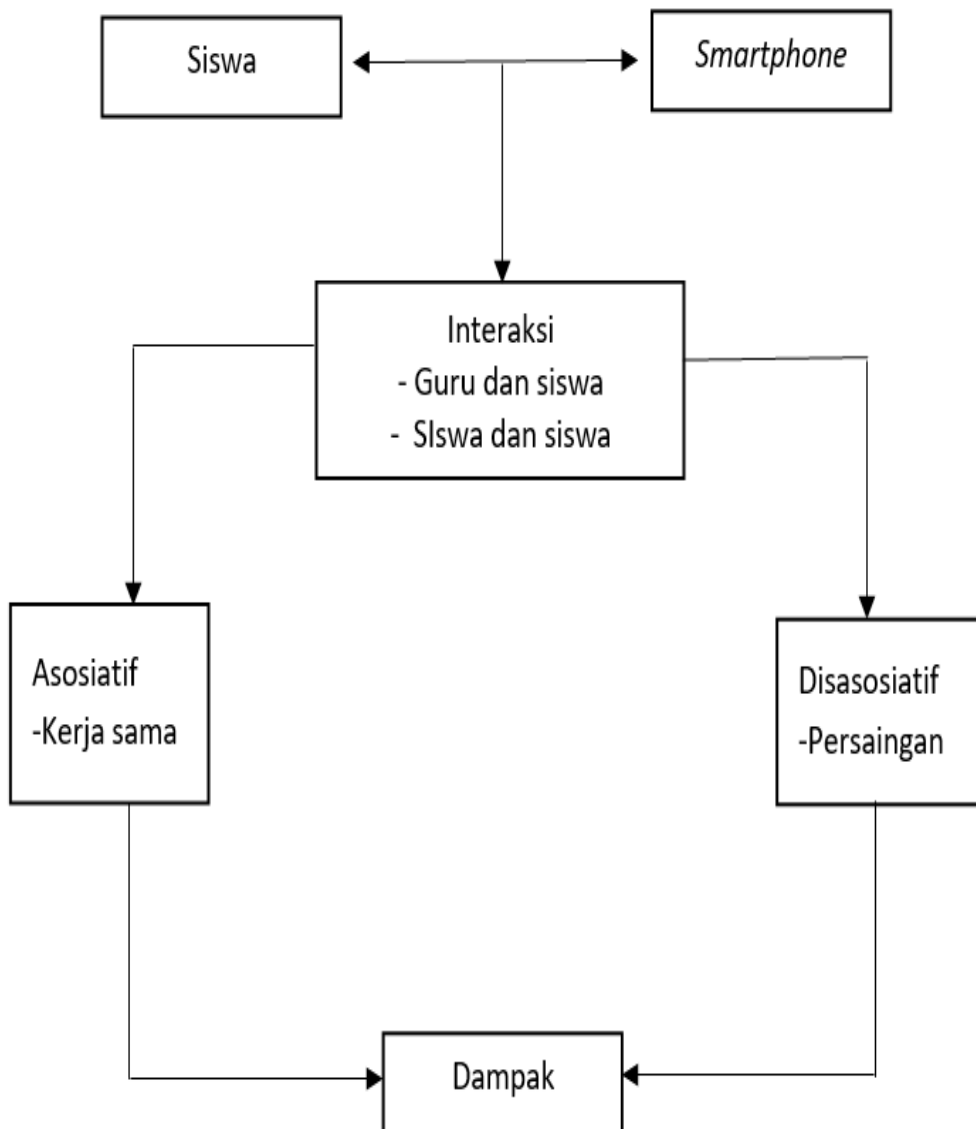 Siswa
Smartphone
Interaksi
- Guru dan siswa
- SIswa dan siswa
Asosiatif
-Kerja sama
Disasosiatif
-Persaingan
Dampak